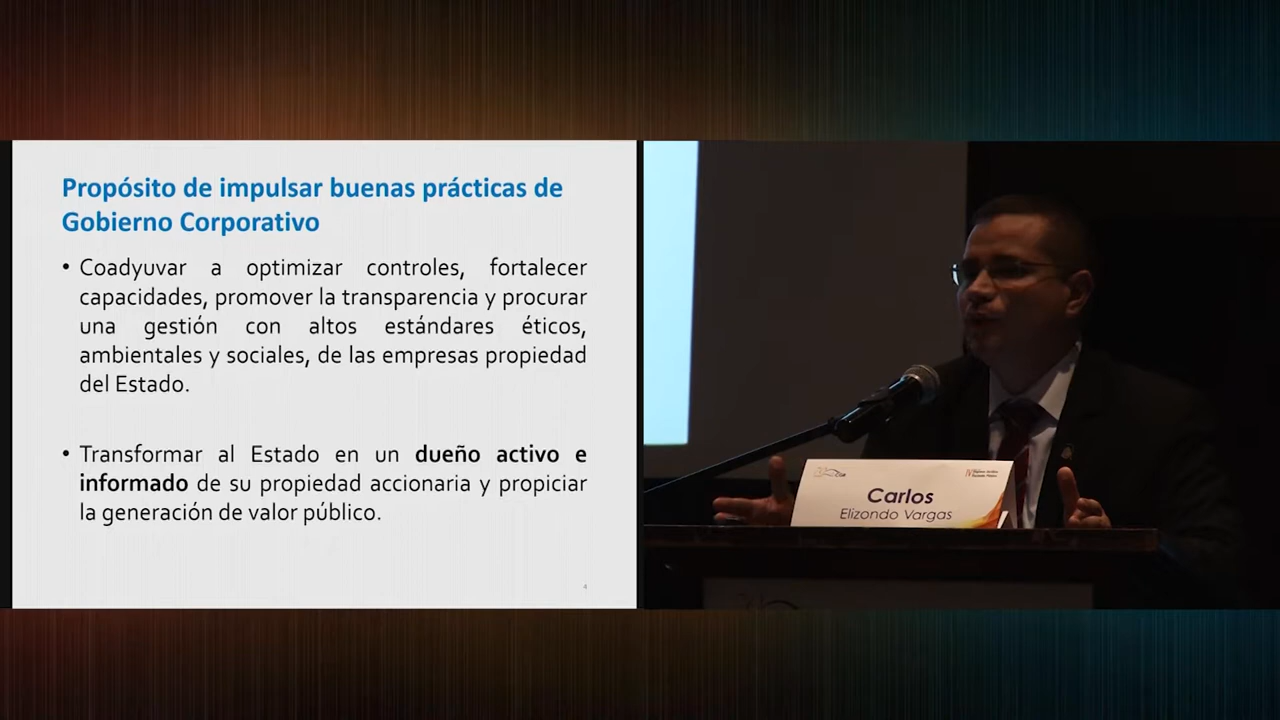 Propósito de impulsar buenas prácticas de
Gobierno Corporativo
• Coadyuvar a optimizar controles, fortalecer
capacidades, promover la transparencia y procurar
una gestión con altos estándares éticos,
ambientales y sociales, de las empresas propiedad
del Estado.
• Transformar al Estado en un dueño activo e
informado de su propiedad accionaria y propiciar
la generación de valor público.
4
Carlos
Elizondo Vargas